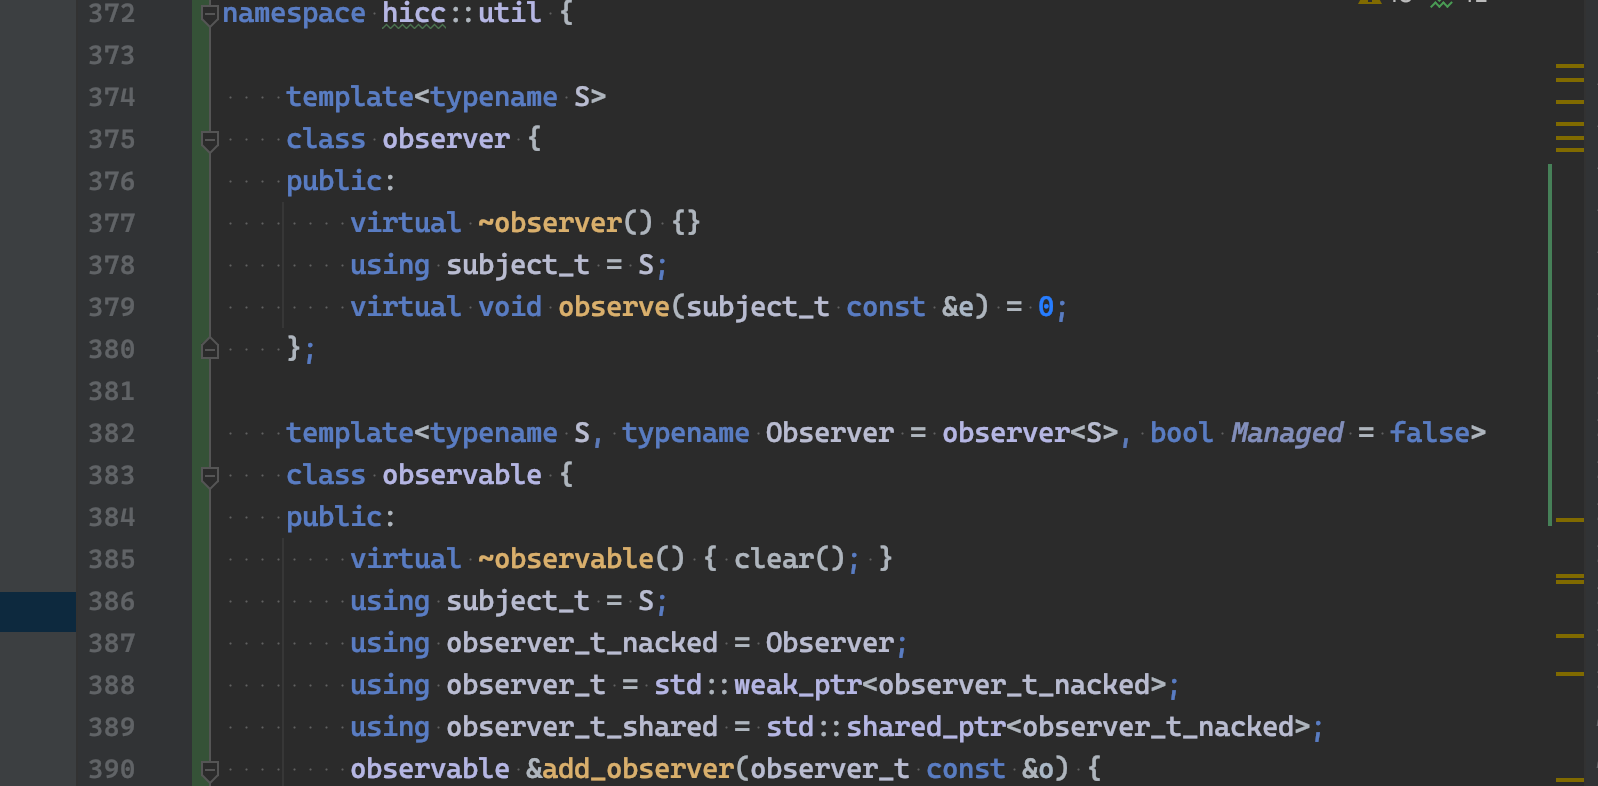 372 namespace hicc::util {
373
374 template<typename S>
375 class observer {
376 public:
377 virtual ~observer() {}
378 using subject_t = S;
379 virtual void observe(subject_t const &e) = 0;
380 };
381
382 template<typename S, typename Observer = observer<S>, bool Managed = false>
383 class observable {
384 public:
385 virtual ~observable() { clear(); }
386 using subject_t = S;
387 using observer_t_nacked = Observer;
388 using observer_t = std::weak_ptr<observer_t_nacked>;
389 using observer_t_shared = std::shared_ptr<observer_t_nacked>;
390 observable &add_observer(observer_t const &o) {